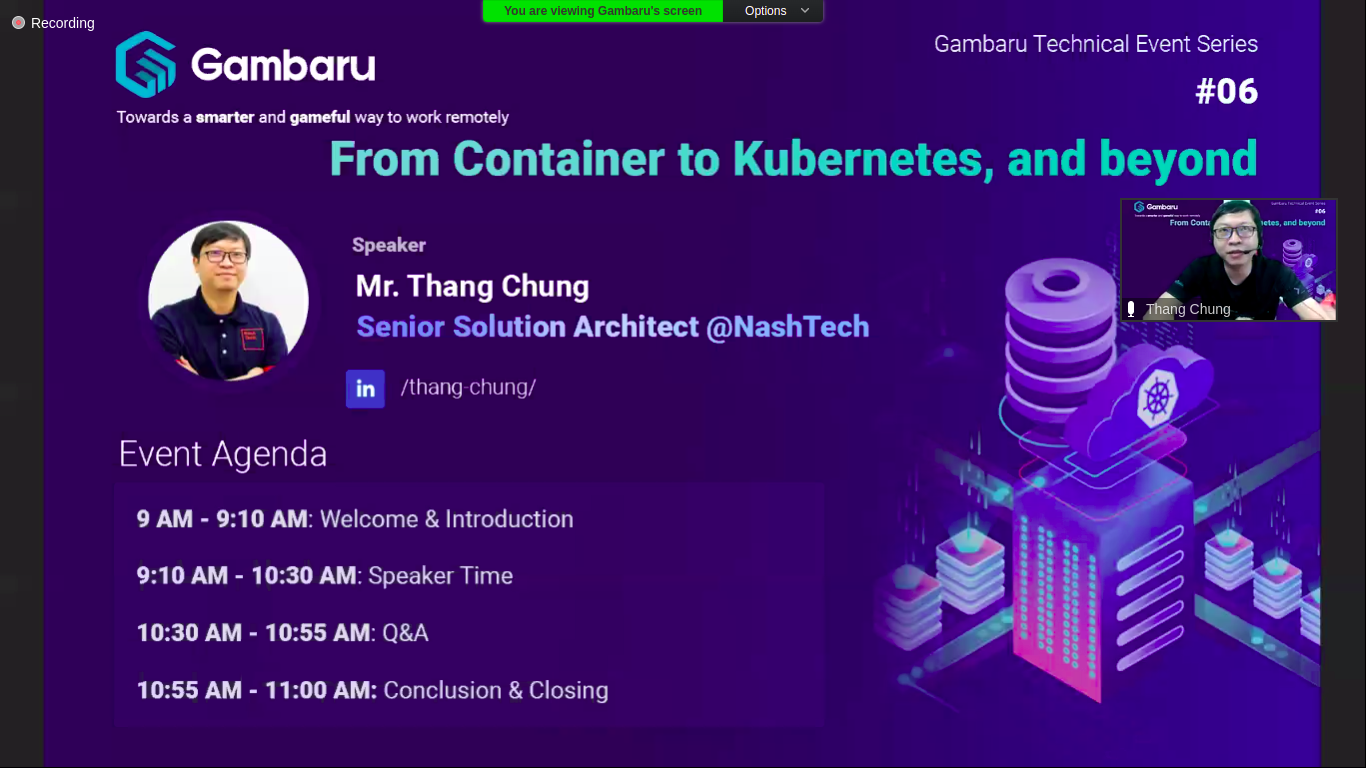 You are viewing Gambaru's screen
Options
Recording
Gambaru
Gambaru Technical Event Series
#06
Towards a smarter and gameful way to work remotely
From Container to Kubernetes, and beyond
Speaker
Mr. Thang Chung
Senior Solution Architect @NashTech
in
/thang-chung/
Gambaru
#06
Thang Chung
Event Agenda
9 AM - 9:10 AM: Welcome & Introduction
9:10 AM - 10:30 AM: Speaker Time
10:30 AM - 10:55 AM: Q&A
10:55 AM - 11:00 AM: Conclusion & Closing